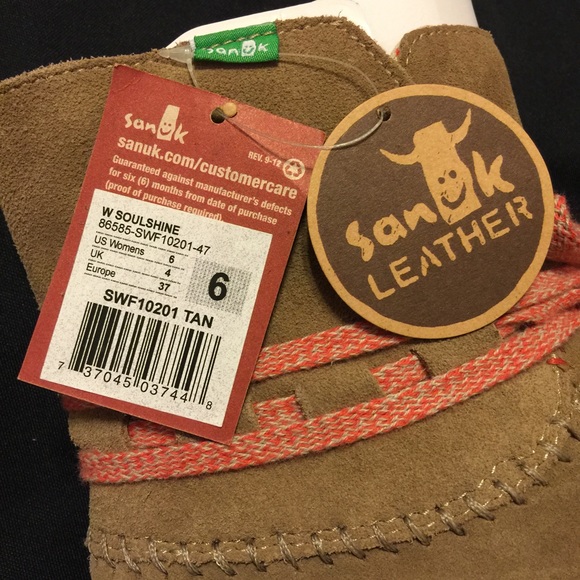 sanuk
sanuk
REV. 9-12
sanuk.com/customercare
Guaranteed against manufacturer's defects
for six (6) months from date of purchase
(proof of purchase required)
W SOULSHINE
86585-SWF10201-47
US Womens 6
UK 4
Europe 37
6
SWF10201 TAN
7 37045 03744 8
sanuk
LEATHER